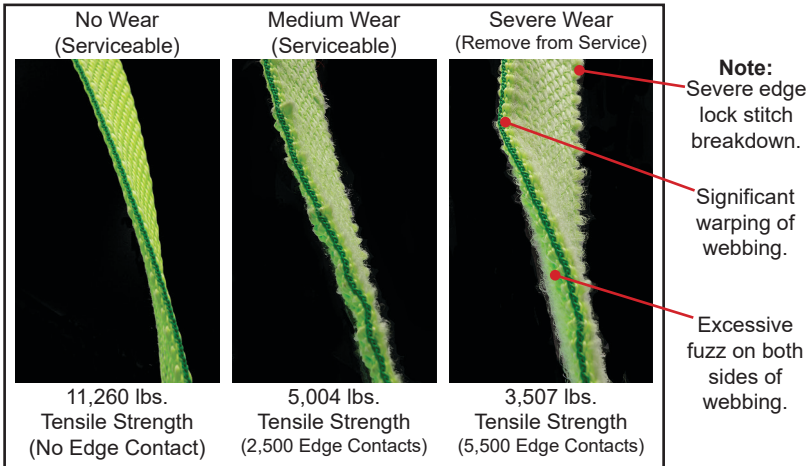 No Wear
(Serviceable)
Medium Wear
(Serviceable)
Severe Wear
(Remove from Service)
11,260 lbs.
Tensile Strength
(No Edge Contact)
5,004 lbs.
Tensile Strength
(2,500 Edge Contacts)
3,507 lbs.
Tensile Strength
(5,500 Edge Contacts)
Note:
Severe edge
lock stitch
breakdown.
Significant
warping of
webbing.
Excessive
fuzz on both
sides of
webbing.